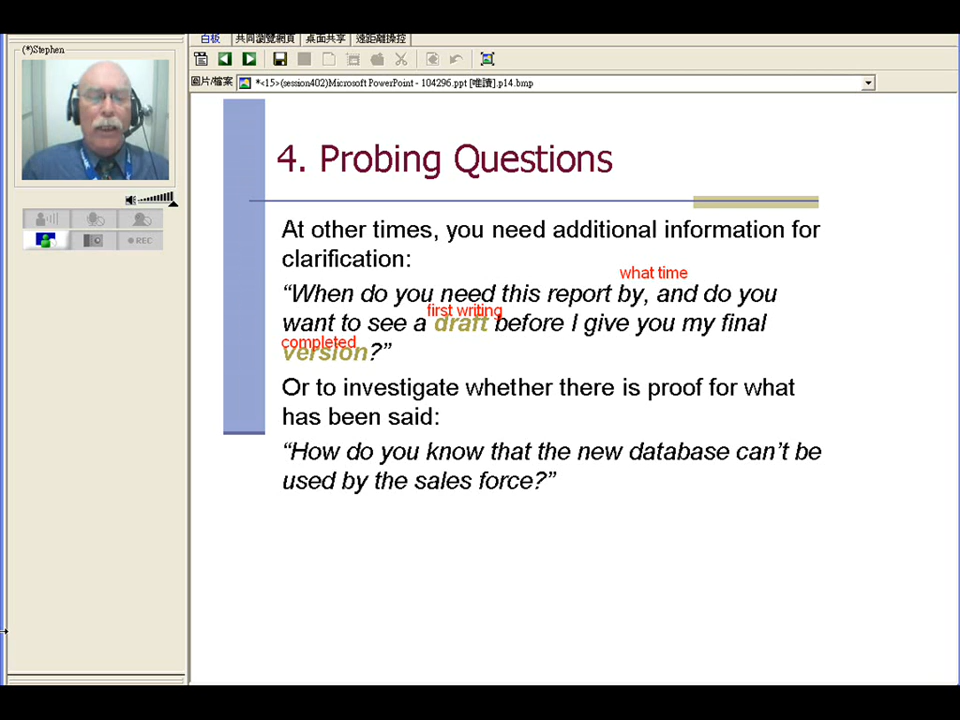 (*)Stephen
白板 共同瀏覽網頁 桌面共享 遠距離操控
圖片/檔案 *<15>(session402)Microsoft PowerPoint - 104296.ppt [唯讀].p14.bmp
REC
4. Probing Questions
At other times, you need additional information for
clarification:
what time
“When do you need this report by, and do you
first writing
want to see a draft before I give you my final
completed
version?”
Or to investigate whether there is proof for what
has been said:
“How do you know that the new database can’t be
used by the sales force?”